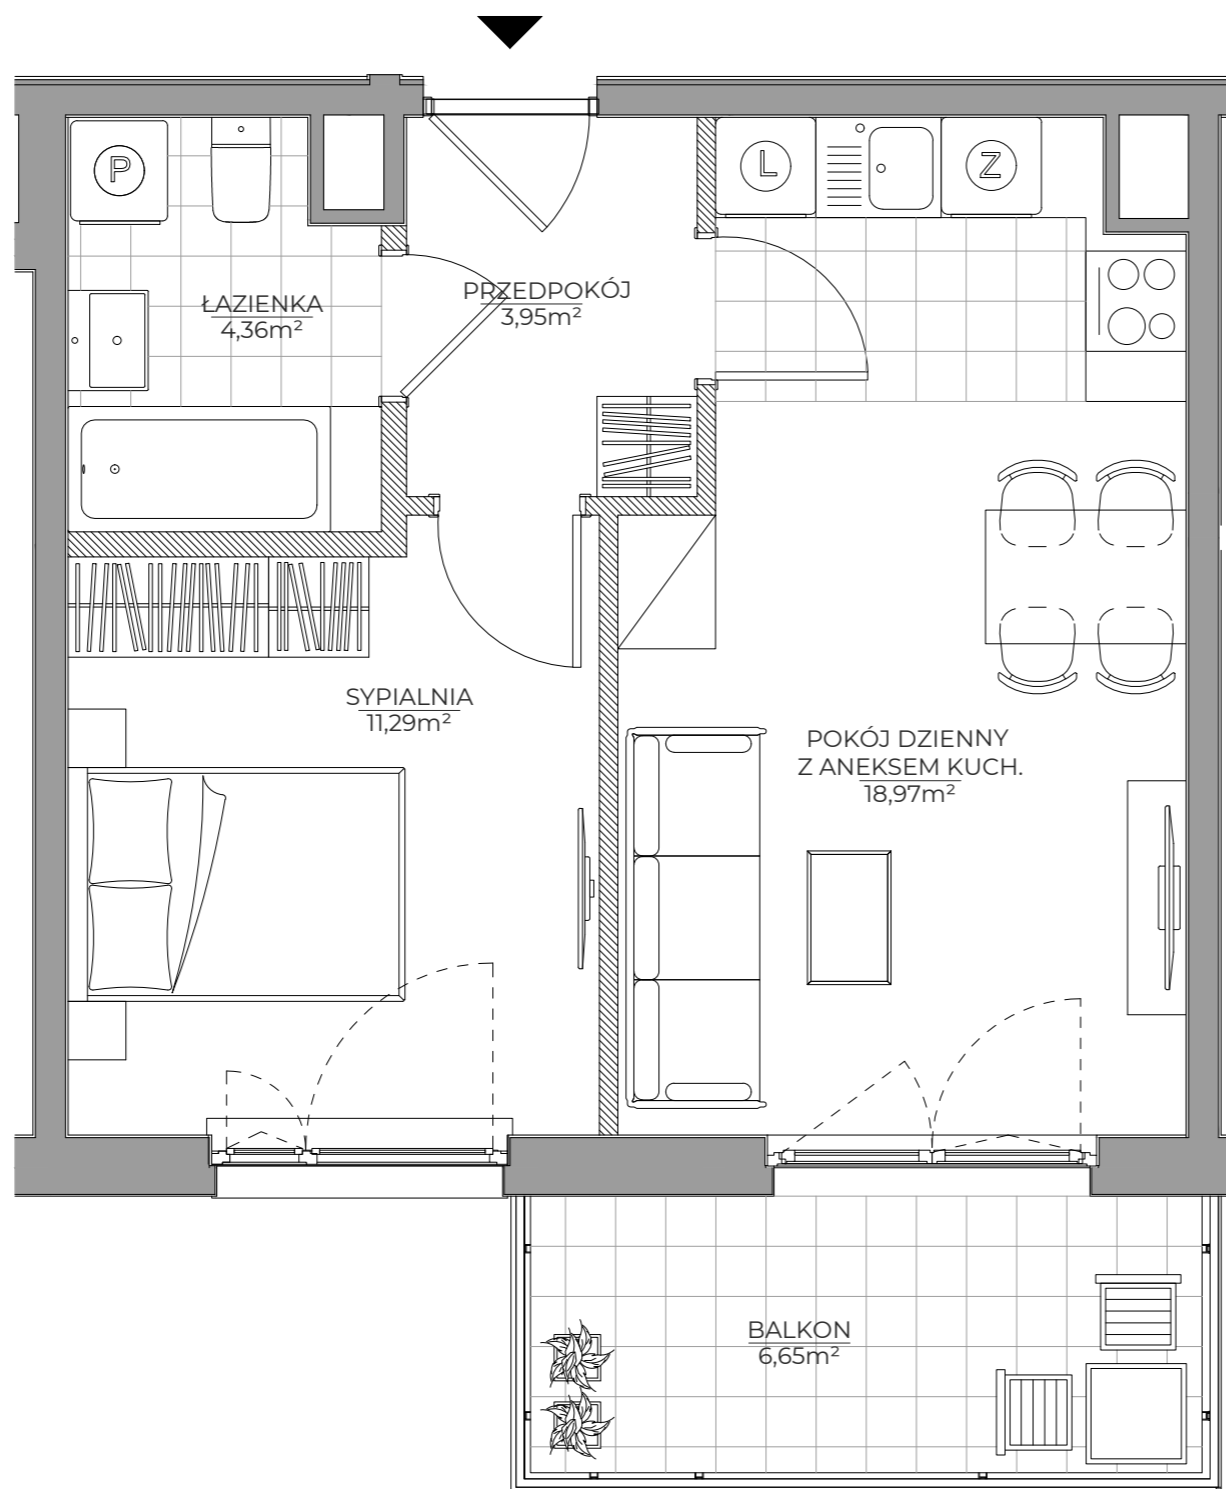 P
L
Z
ŁAZIENKA
4,36m²
PRZEDPOKÓJ
3,95m²
SYPIALNIA
11,29m²
POKÓJ DZIENNY
Z ANEKSEM KUCH.
18,97m²
BALKON
6,65m²